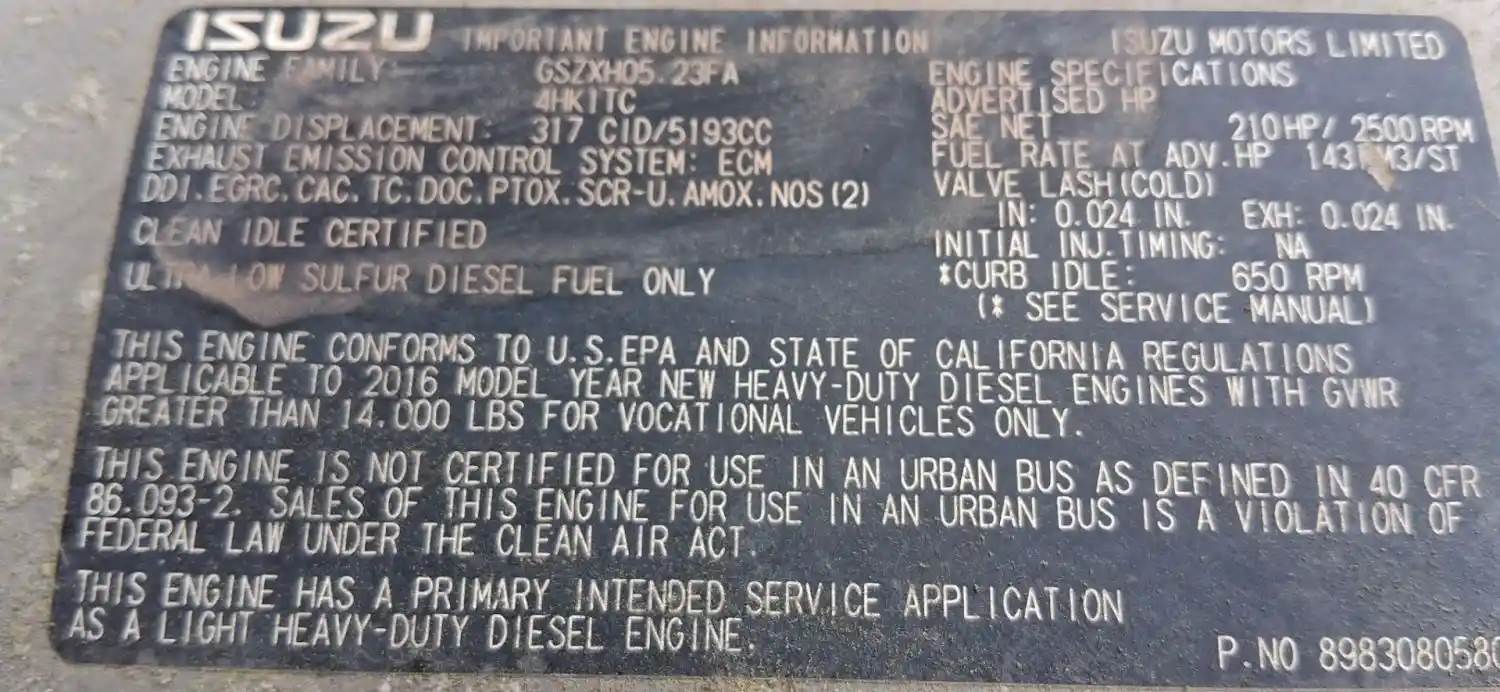 ISUZU IMPORTANT ENGINE INFORMATION ISUZU MOTORS LIMITED
ENGINE FAMILY: GSZXH05.23FA
MODEL: 4HK1TC
ENGINE DISPLACEMENT: 317 CID/5193CC
EXHAUST EMISSION CONTROL SYSTEM: ECM
DDI.EGRC.CAC.TC.DOC.PTOX.SCR-U.AMOX.NOS(2)
CLEAN IDLE CERTIFIED
ULTRA LOW SULFUR DIESEL FUEL ONLY
ENGINE SPECIFICATIONS
ADVERTISED HP
SAE NET 210HP/ 2500RPM
FUEL RATE AT ADV.HP
VALVE LASH(COLD)
IN: 0.024 IN. EXH: 0.024 IN.
INITIAL INJ.TIMING: NA
*CURB IDLE: 650 RPM
(* SEE SERVICE MANUAL)
THIS ENGINE CONFORMS TO U.S.EPA AND STATE OF CALIFORNIA REGULATIONS
APPLICABLE TO 2016 MODEL YEAR NEW HEAVY-DUTY DIESEL ENGINES WITH GVWR
GREATER THAN 14.000 LBS FOR VOCATIONAL VEHICLES ONLY.
THIS ENGINE IS NOT CERTIFIED FOR USE IN AN URBAN BUS AS DEFINED IN 40 CFR
86.093-2. SALES OF THIS ENGINE FOR USE IN AN URBAN BUS IS A VIOLATION OF
FEDERAL LAW UNDER THE CLEAN AIR ACT.
THIS ENGINE HAS A PRIMARY INTENDED SERVICE APPLICATION
AS A LIGHT HEAVY-DUTY DIESEL ENGINE.
P.NO 8983080580